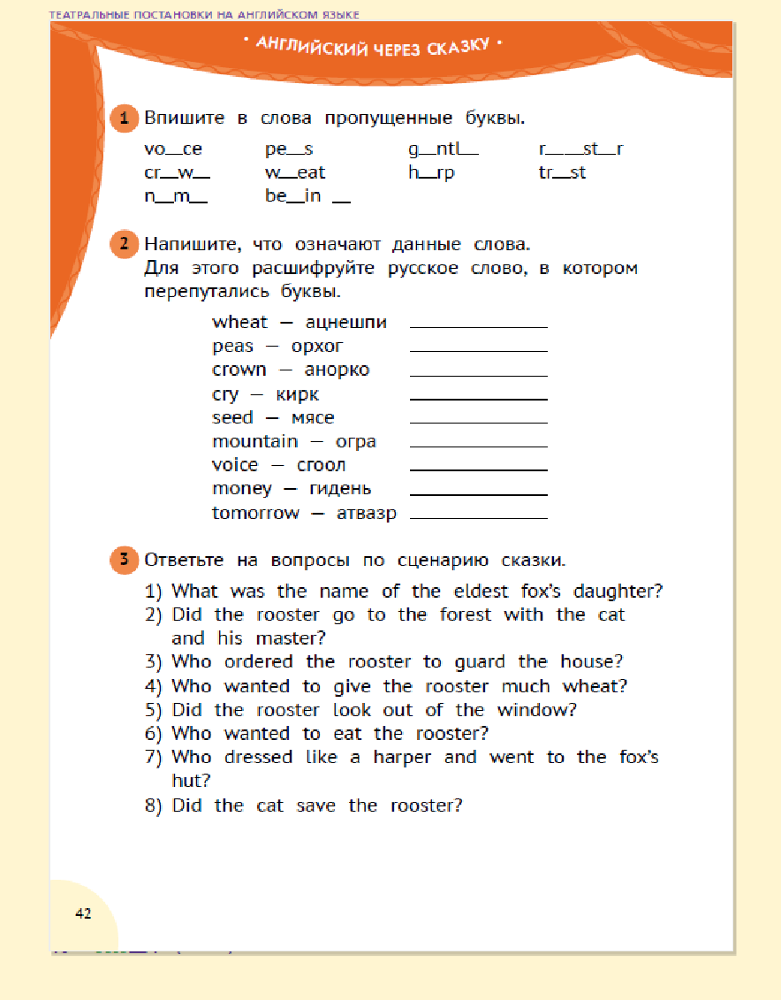 ТЕАТРАЛЬНЫЕ ПОСТАНОВКИ НА АНГЛИЙСКОМ ЯЗЫКЕ
• АНГЛИЙСКИЙ ЧЕРЕЗ СКАЗКУ •
1 Впишите в слова пропущенные буквы.
vo__ce pe__s g__ntl__ r__ __st__r
cr__w__ w__eat h__rp tr__st
n__m__ be__in __
2 Напишите, что означают данные слова.
Для этого расшифруйте русское слово, в котором
перепутались буквы.
wheat — ацнешпи ____________
peas — орхог ____________
crown — анорко ____________
cry — кирк ____________
seed — мясе ____________
mountain — огра ____________
voice — сгоол ____________
money — гидень ____________
tomorrow — атвазр ____________
3 Ответьте на вопросы по сценарию сказки.
1) What was the name of the eldest fox’s daughter?
2) Did the rooster go to the forest with the cat
and his master?
3) Who ordered the rooster to guard the house?
4) Who wanted to give the rooster much wheat?
5) Did the rooster look out of the window?
6) Who wanted to eat the rooster?
7) Who dressed like a harper and went to the fox’s
hut?
8) Did the cat save the rooster?
42